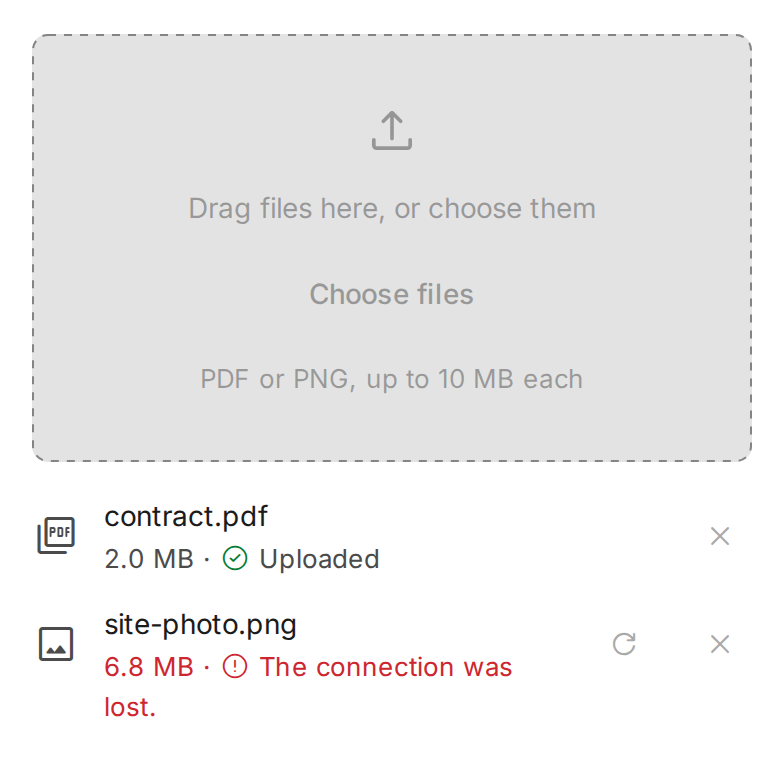 Drag files here, or choose them
Choose files
PDF or PNG, up to 10 MB each
PDF
contract.pdf
2.0 MB · Uploaded
site-photo.png
6.8 MB · The connection was
lost.